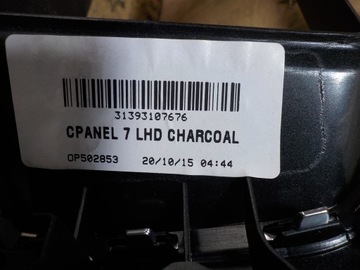 31393107676
CPANEL 7 LHD CHARCOAL
OP502853 20/10/15 04:44